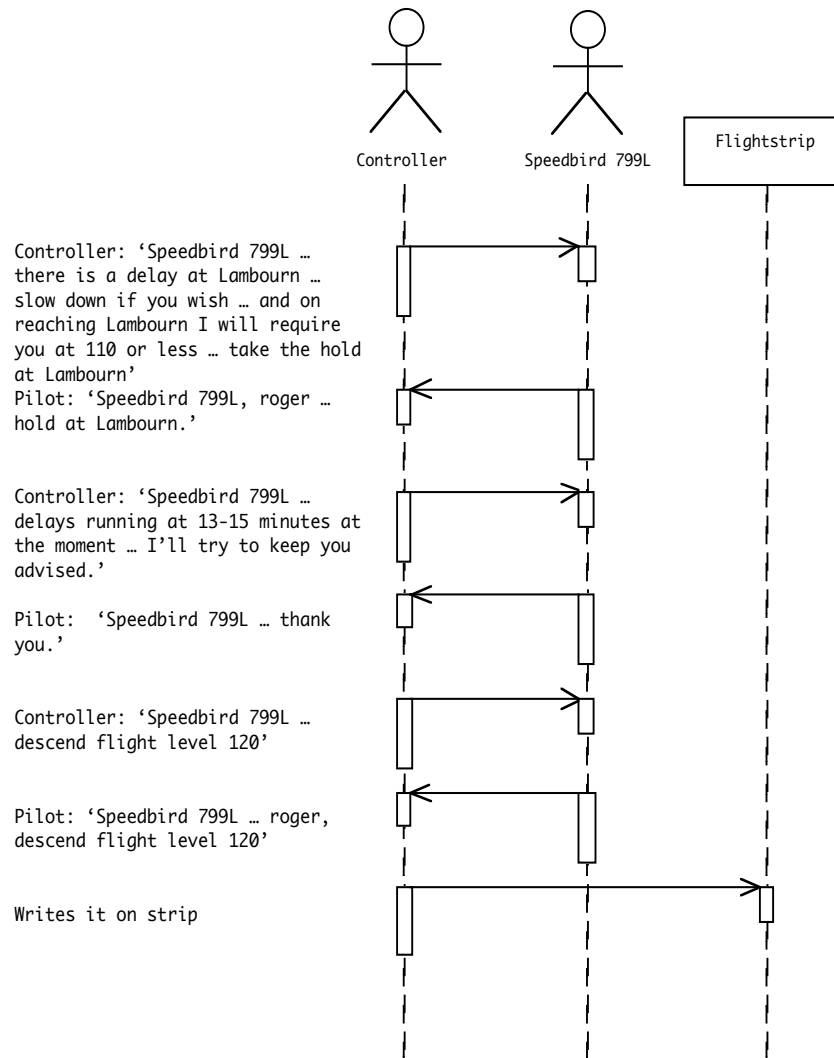 Controller
Speedbird 799L
Flightstrip
Controller: ‘Speedbird 799L …
there is a delay at Lambourn …
slow down if you wish … and on
reaching Lambourn I will require
you at 110 or less … take the hold
at Lambourn’
Pilot: ‘Speedbird 799L, roger …
hold at Lambourn.’
Controller: ‘Speedbird 799L …
delays running at 13-15 minutes at
the moment … I’ll try to keep you
advised.’
Pilot:  ‘Speedbird 799L … thank
you.’
Controller: ‘Speedbird 799L …
descend flight level 120’
Pilot: ‘Speedbird 799L … roger,
descend flight level 120’
Writes it on strip